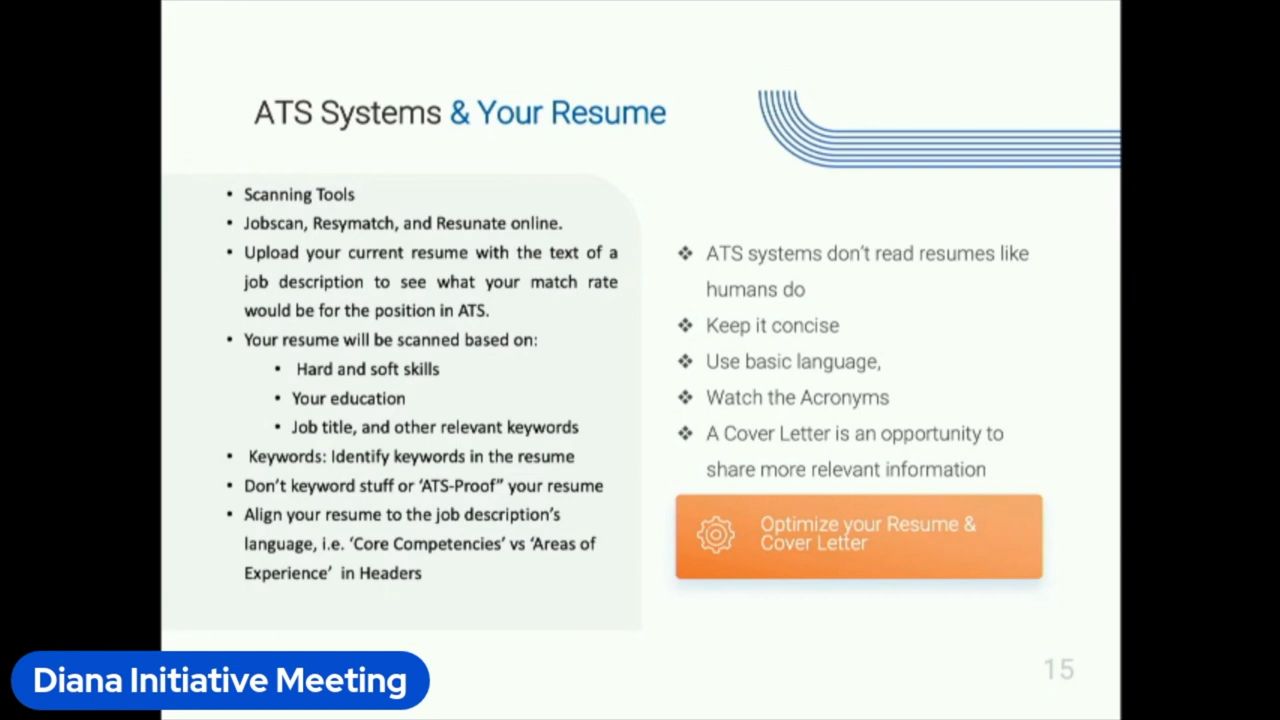 ATS Systems & Your Resume
• Scanning Tools
• Jobscan, Resymatch, and Resunate online.
• Upload your current resume with the text of a
job description to see what your match rate
would be for the position in ATS.
• Your resume will be scanned based on:
• Hard and soft skills
• Your education
• Job title, and other relevant keywords
• Keywords: Identify keywords in the resume
• Don't keyword stuff or 'ATS-Proof" your resume
• Align your resume to the job description's
language, i.e. 'Core Competencies' vs 'Areas of
Experience' in Headers
❖ ATS systems don't read resumes like
humans do
❖ Keep it concise
❖ Use basic language,
❖ Watch the Acronyms
❖ A Cover Letter is an opportunity to
share more relevant information
Optimize your Resume &
Cover Letter
Diana Initiative Meeting
15